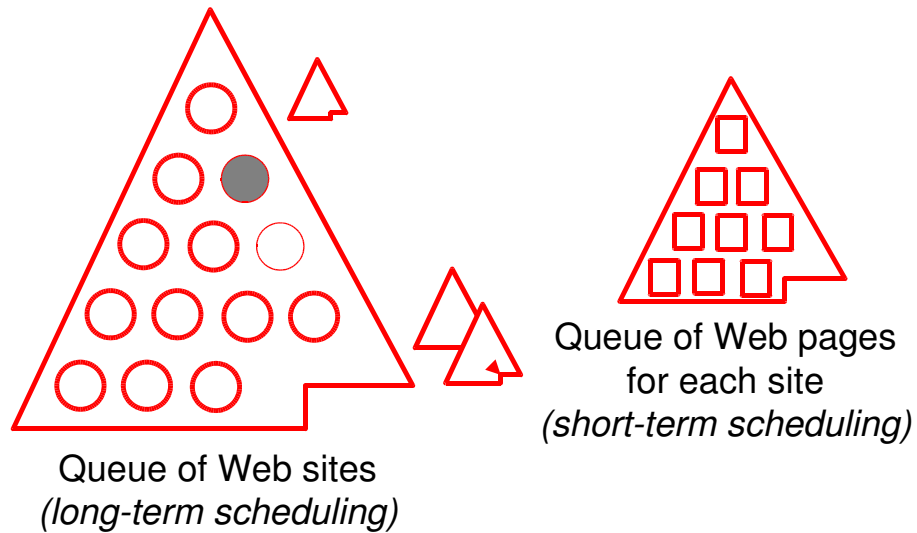 Queue of Web sites
(long-term scheduling)
Queue of Web pages
for each site
(short-term scheduling)